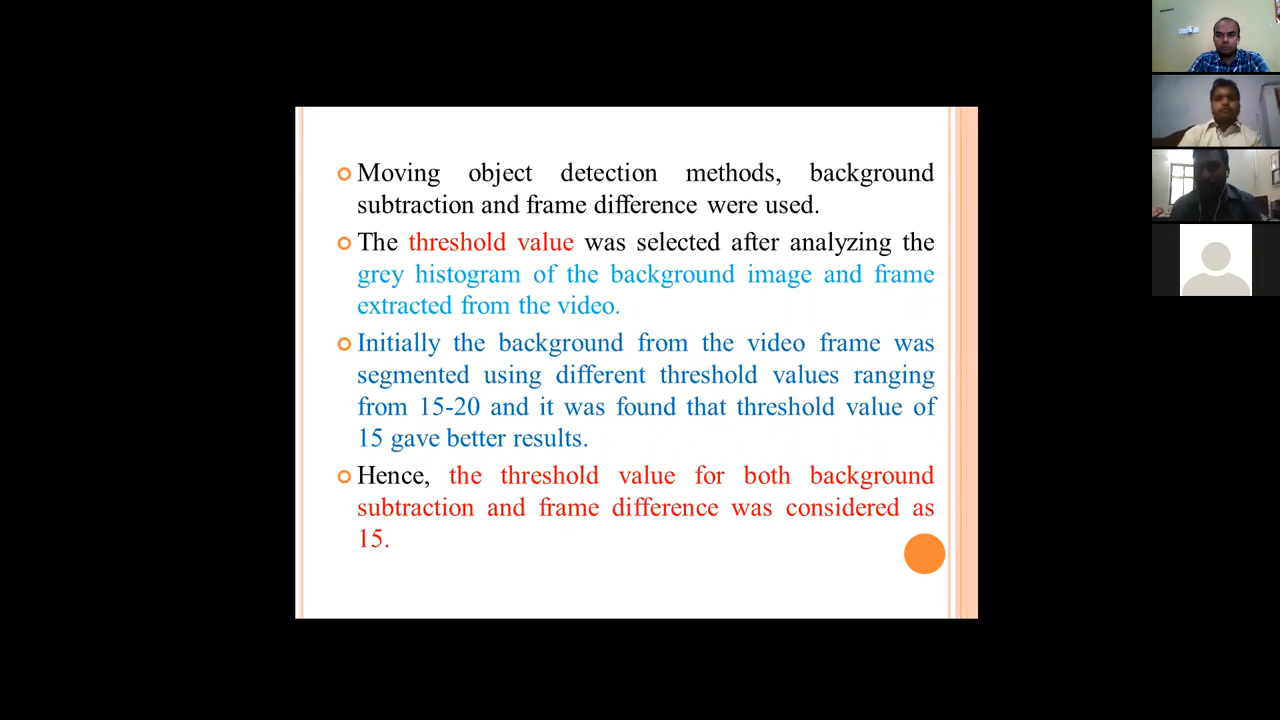 Moving object detection methods, background
subtraction and frame difference were used.
The threshold value was selected after analyzing the
grey histogram of the background image and frame
extracted from the video.
Initially the background from the video frame was
segmented using different threshold values ranging
from 15-20 and it was found that threshold value of
15 gave better results.
Hence, the threshold value for both background
subtraction and frame difference was considered as
15.